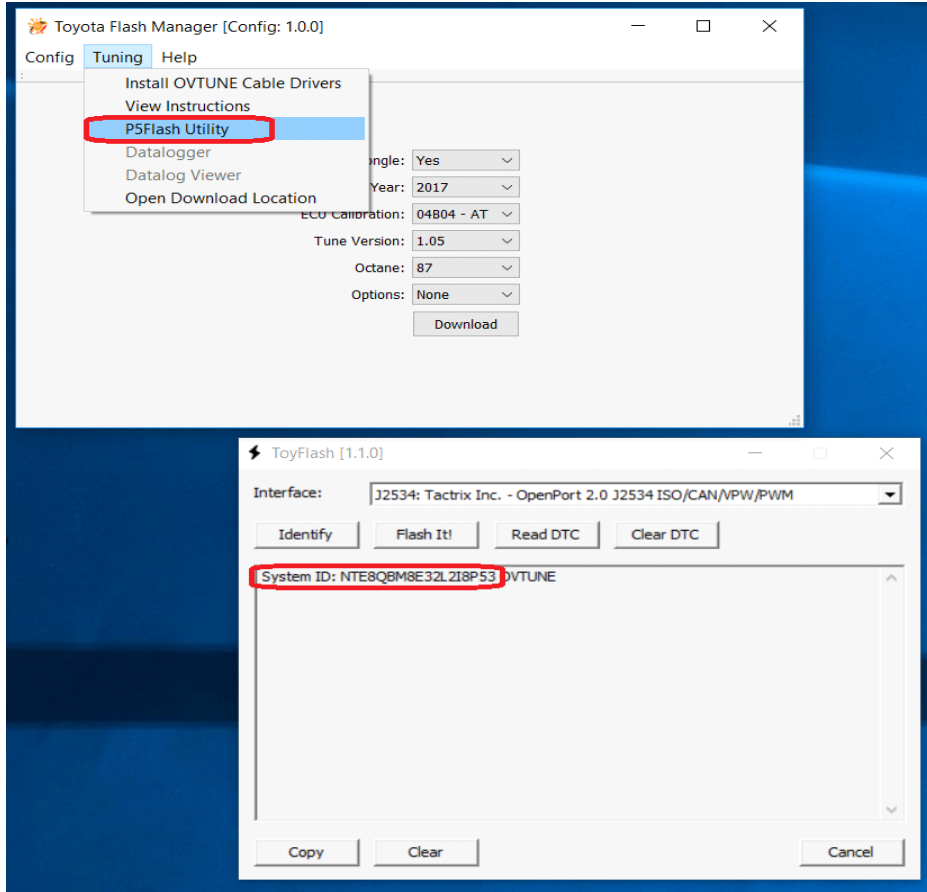 Toyota Flash Manager [Config: 1.0.0]
Config Tuning Help
Install OVTUNE Cable Drivers
View Instructions
P5Flash Utility
Datalogger
Datalog Viewer
Open Download Location
ongle: Yes
Year: 2017
ECU Calibration: 04B04 - AT
Tune Version: 1.05
Octane: 87
Options: None
Download
ToyFlash [1.1.0]
Interface: J2534: Tactrix Inc. - OpenPort 2.0 J2534 ISO/CAN/VPW/PWM
Identify Flash It! Read DTC Clear DTC
System ID: NTE8QBM8E32L2I8P53 OVTUNE
Copy Clear Cancel